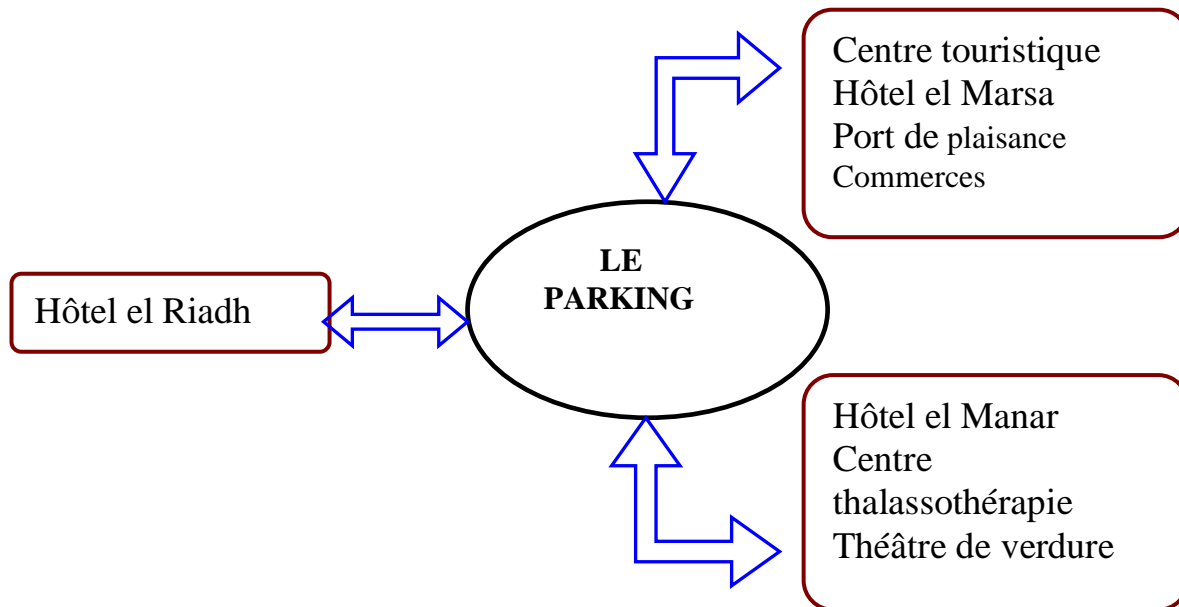 Centre touristique
Hôtel el Marsa
Port de plaisance
Commerces
LE
PARKING
Hôtel el Riadh
Hôtel el Manar
Centre
thalassothérapie
Théâtre de verdure